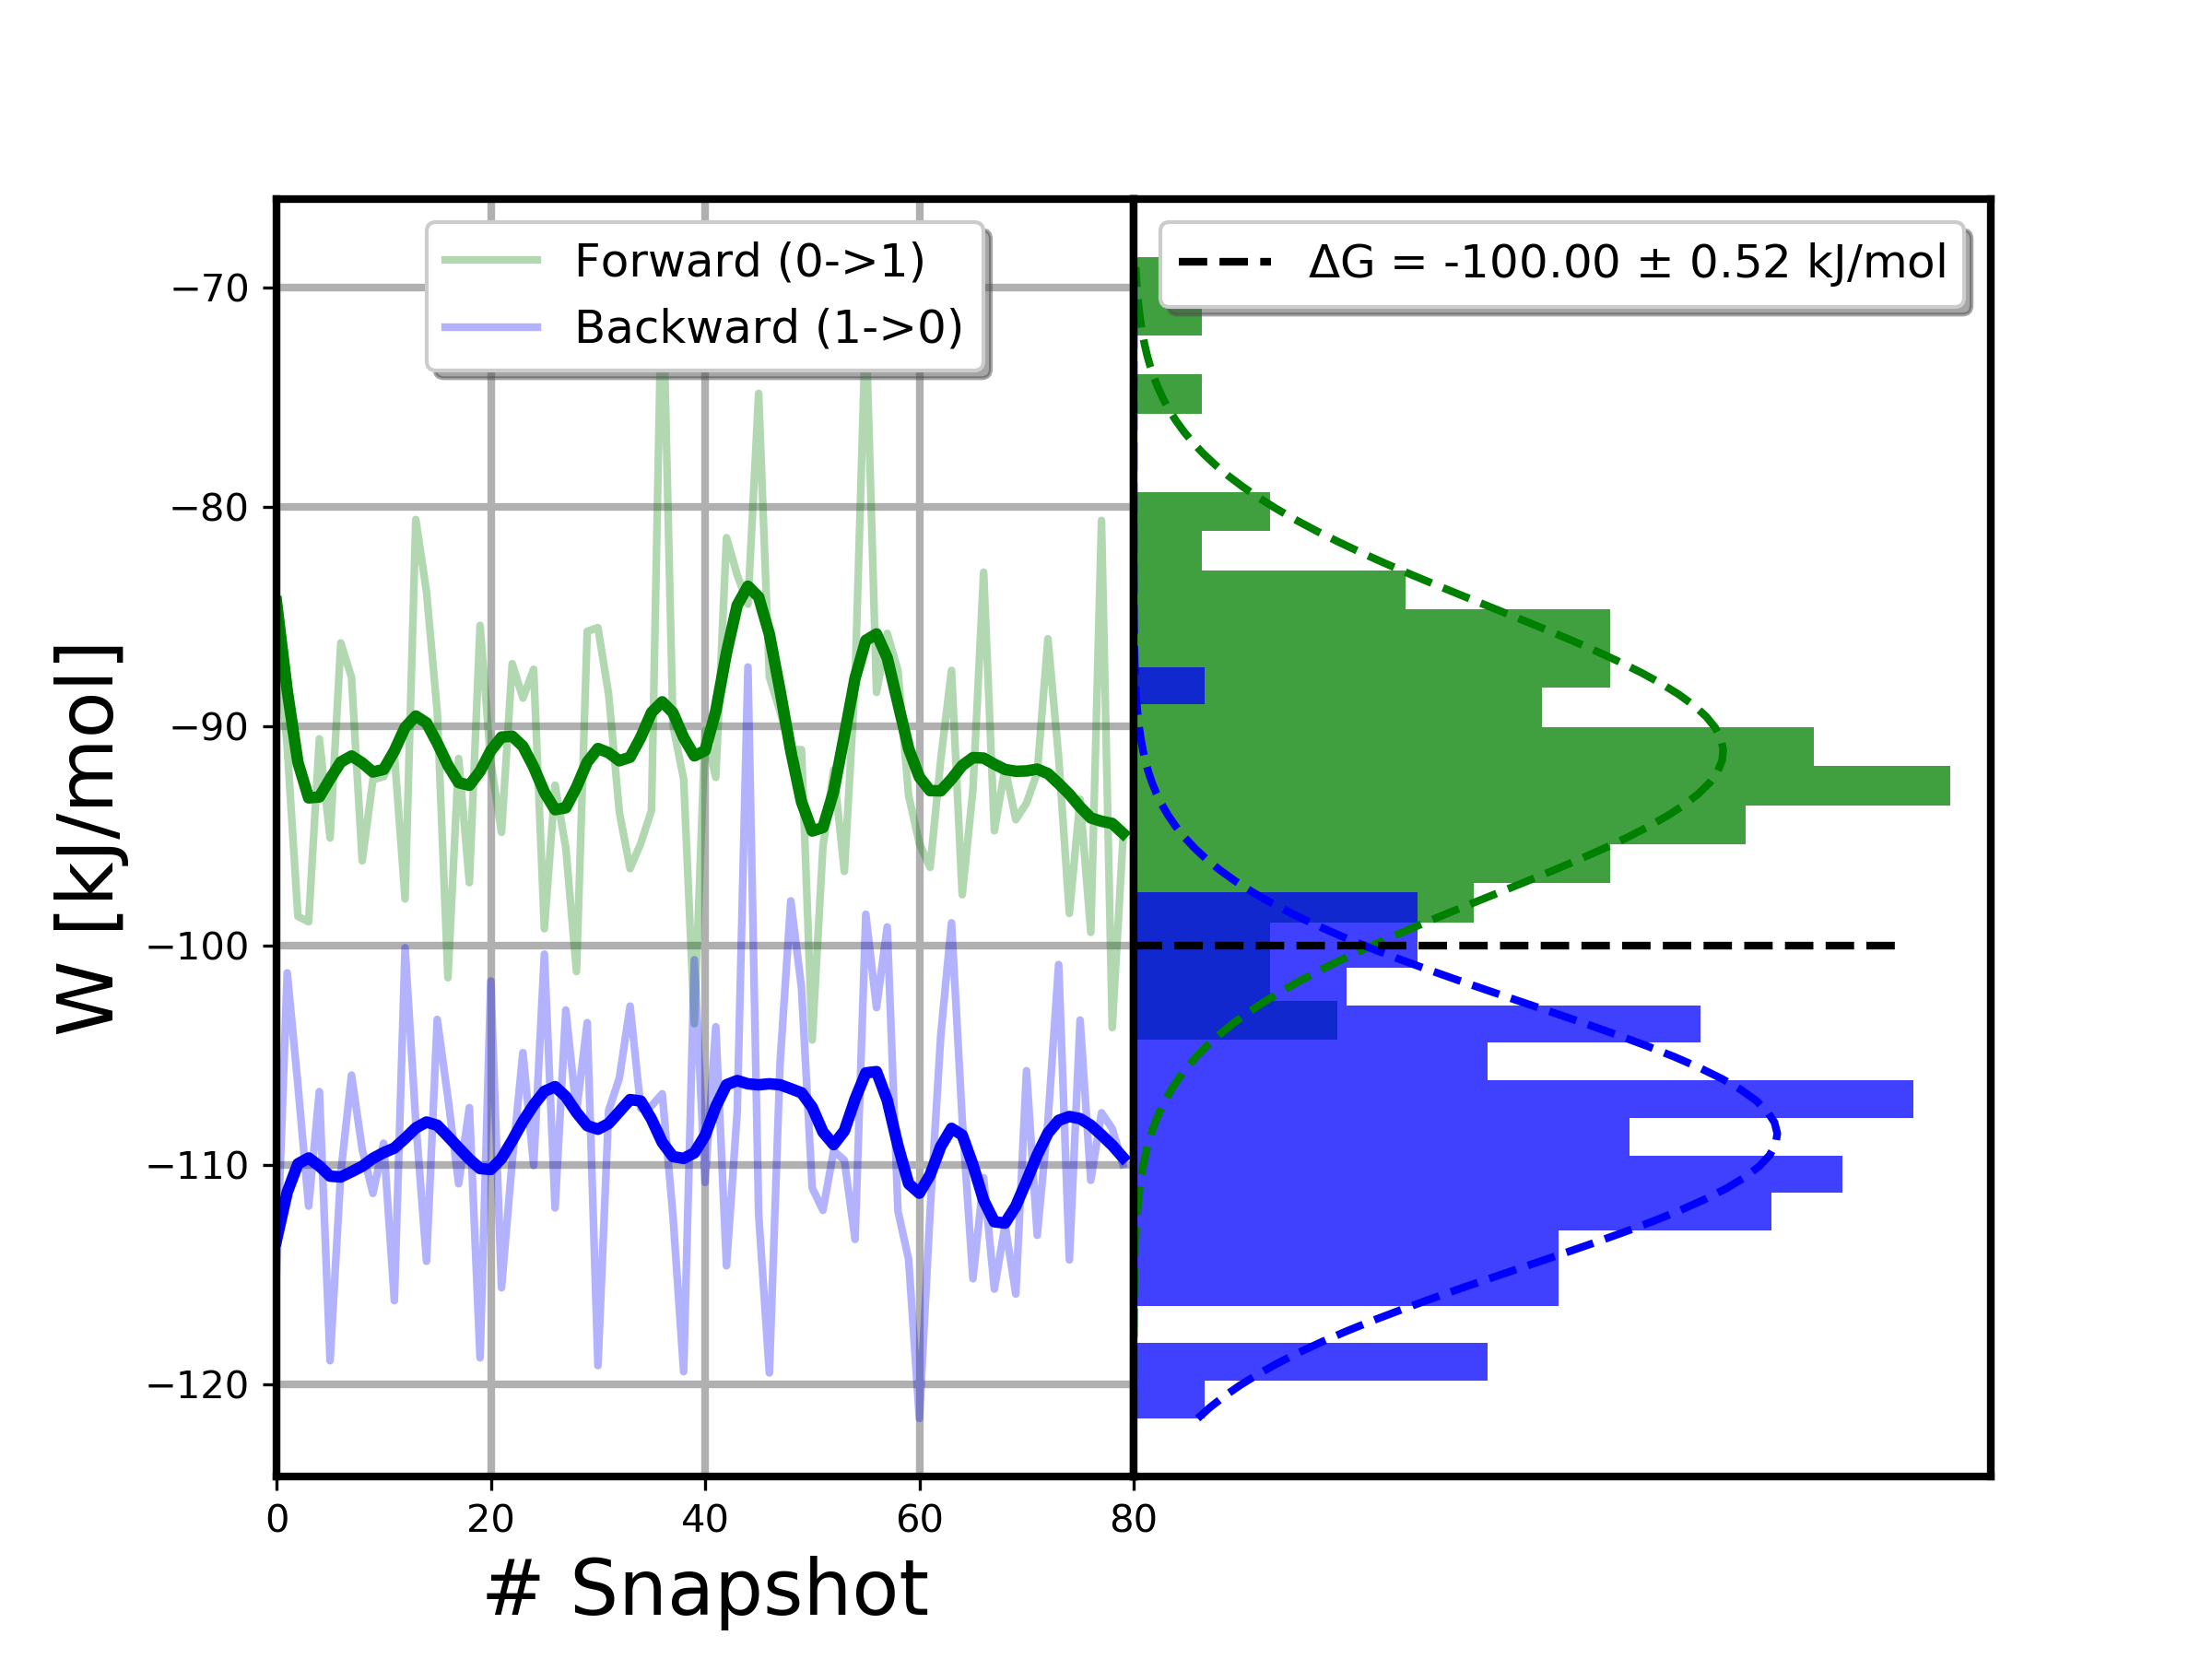 Forward (0->1)
Backward (1->0)
ΔG = -100.00 ± 0.52 kJ/mol
−70
−80
−90
−100
−110
−120
W [kJ/mol]
0 20 40 60 80
# Snapshot